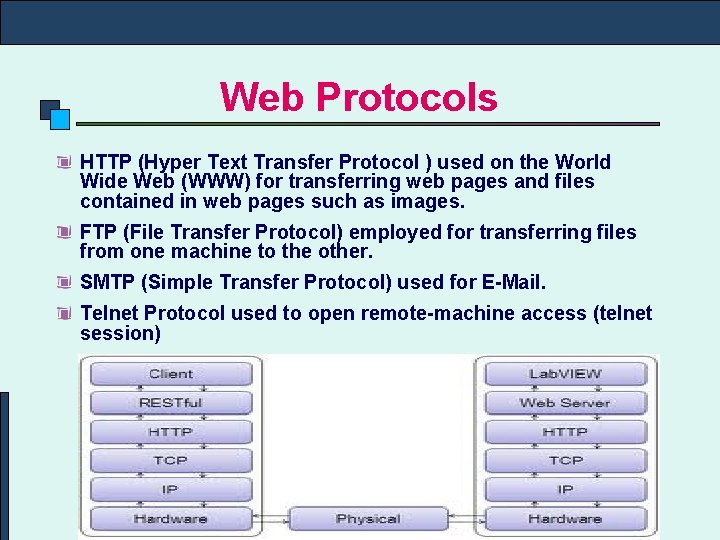 Web Protocols
HTTP (Hyper Text Transfer Protocol ) used on the World
Wide Web (WWW) for transferring web pages and files
contained in web pages such as images.
FTP (File Transfer Protocol) employed for transferring files
from one machine to the other.
SMTP (Simple Transfer Protocol) used for E-Mail.
Telnet Protocol used to open remote-machine access (telnet
session)
Client
RESTful
HTTP
TCP
IP
Hardware
Physical
LabVIEW
Web Server
HTTP
TCP
IP
Hardware